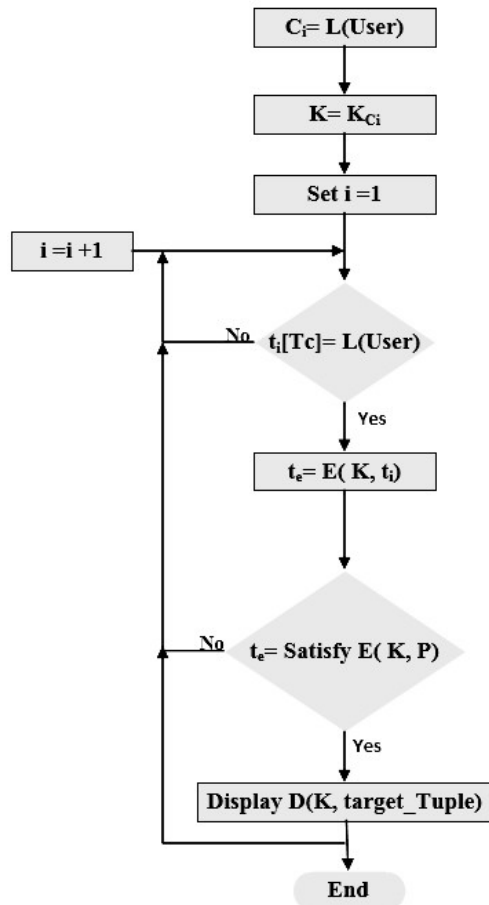 Ci= L(User)
K= KCi
Set i =1
i =i +1
No
ti[Tc]= L(User)
Yes
te= E( K, ti)
No
te= Satisfy E( K, P)
Yes
Display D(K, target_Tuple)
End